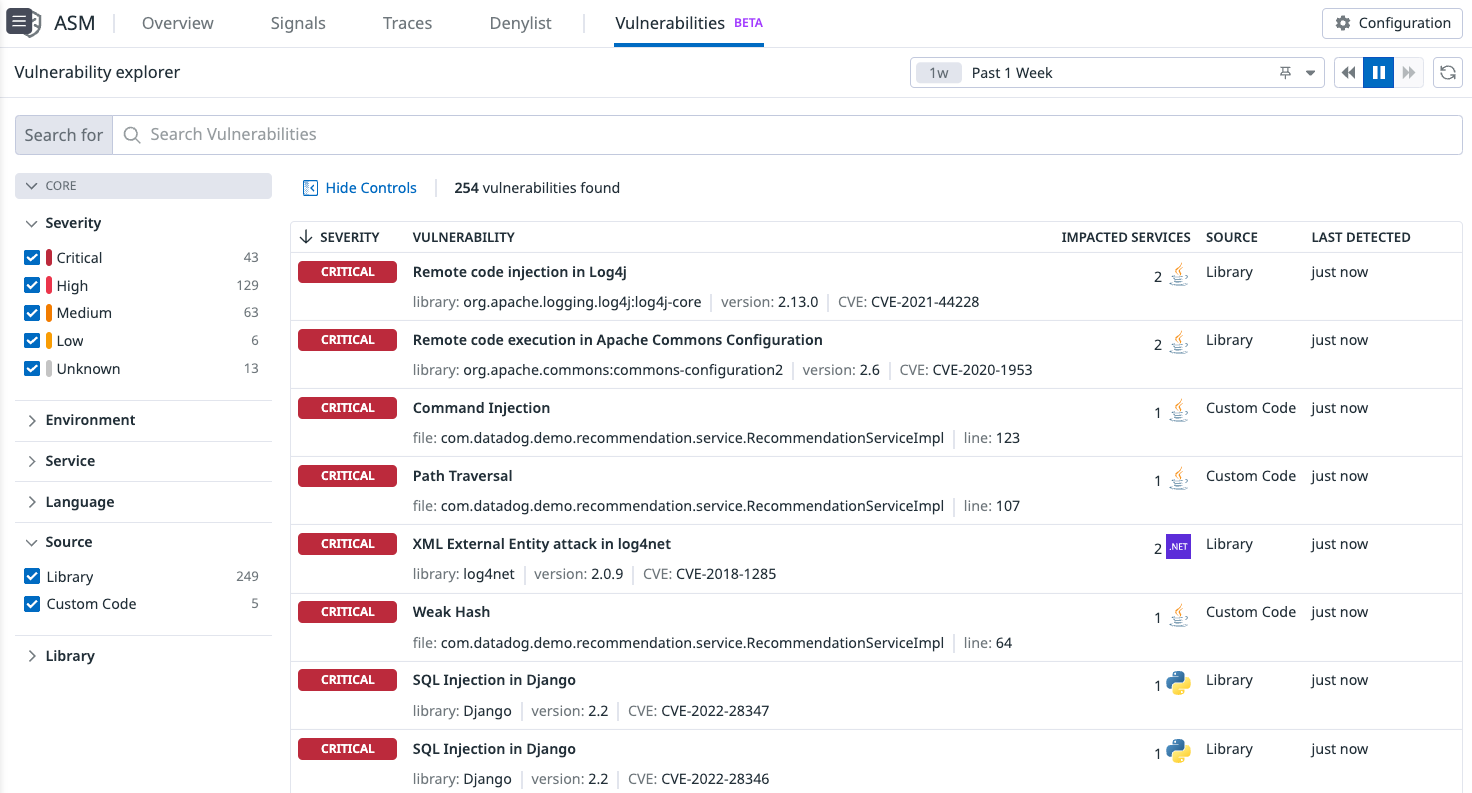 ASM Overview Signals Traces Denylist Vulnerabilities BETA Configuration
Vulnerability explorer 1w Past 1 Week
Search for Search Vulnerabilities
CORE
Severity
Critical 43
High 129
Medium 63
Low 6
Unknown 13
Environment
Service
Language
Source
Library 249
Custom Code 5
Library
Hide Controls 254 vulnerabilities found
SEVERITY VULNERABILITY IMPACTED SERVICES SOURCE LAST DETECTED
CRITICAL Remote code injection in Log4j 2 Library just now
library: org.apache.logging.log4j:log4j-core version: 2.13.0 CVE: CVE-2021-44228
CRITICAL Remote code execution in Apache Commons Configuration 2 Library just now
library: org.apache.commons:commons-configuration2 version: 2.6 CVE: CVE-2020-1953
CRITICAL Command Injection 1 Custom Code just now
file: com.datadog.demo.recommendation.service.RecommendationServiceImpl line: 123
CRITICAL Path Traversal 1 Custom Code just now
file: com.datadog.demo.recommendation.service.RecommendationServiceImpl line: 107
CRITICAL XML External Entity attack in log4net 2 .NET Library just now
library: log4net version: 2.0.9 CVE: CVE-2018-1285
CRITICAL Weak Hash 1 Custom Code just now
file: com.datadog.demo.recommendation.service.RecommendationServiceImpl line: 64
CRITICAL SQL Injection in Django 1 Library just now
library: Django version: 2.2 CVE: CVE-2022-28347
CRITICAL SQL Injection in Django 1 Library just now
library: Django version: 2.2 CVE: CVE-2022-28346